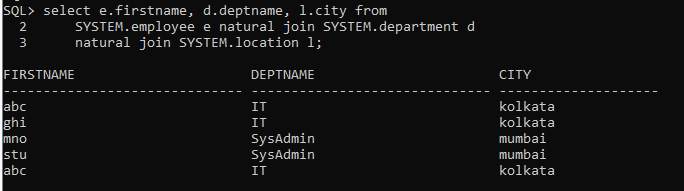 SQL> select e.firstname, d.deptname, l.city from
2 SYSTEM.employee e natural join SYSTEM.department d
3 natural join SYSTEM.location l;
FIRSTNAME DEPTNAME CITY
------------------------------ ------------------------------ --------------------
abc IT kolkata
ghi IT kolkata
mno SysAdmin mumbai
stu SysAdmin mumbai
abc IT kolkata